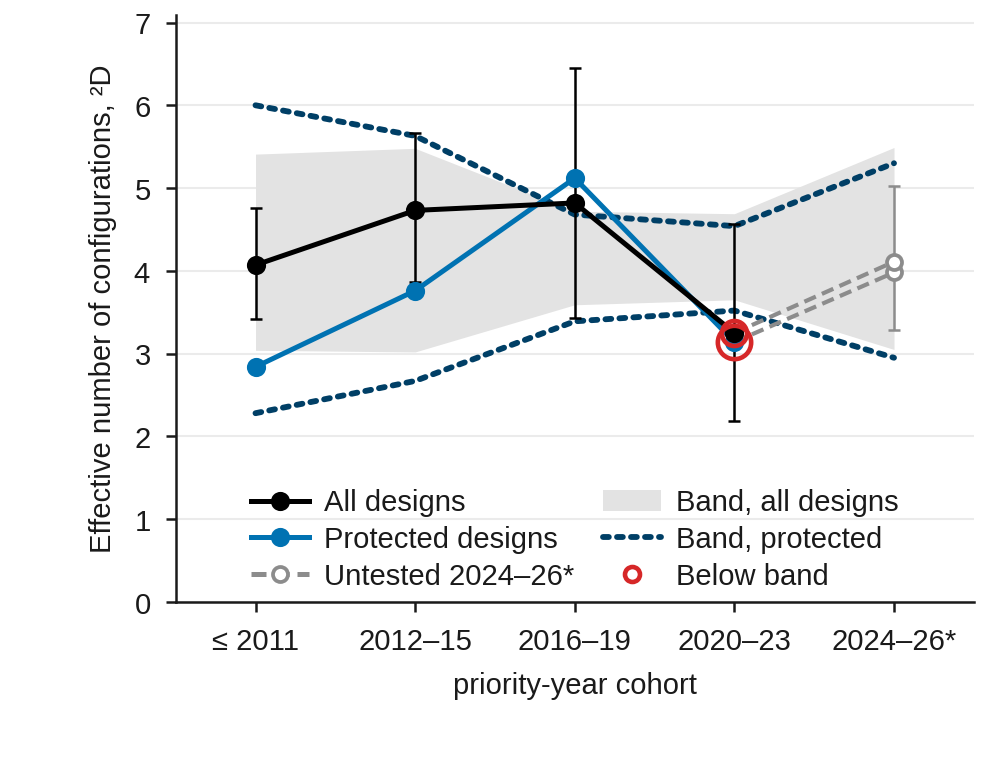 Effective number of configurations, ²D
7
6
5
4
3
2
1
0
All designs
Protected designs
Untested 2024–26*
Band, all designs
Band, protected
Below band
≤ 2011
2012–15
2016–19
2020–23
2024–26*
priority-year cohort